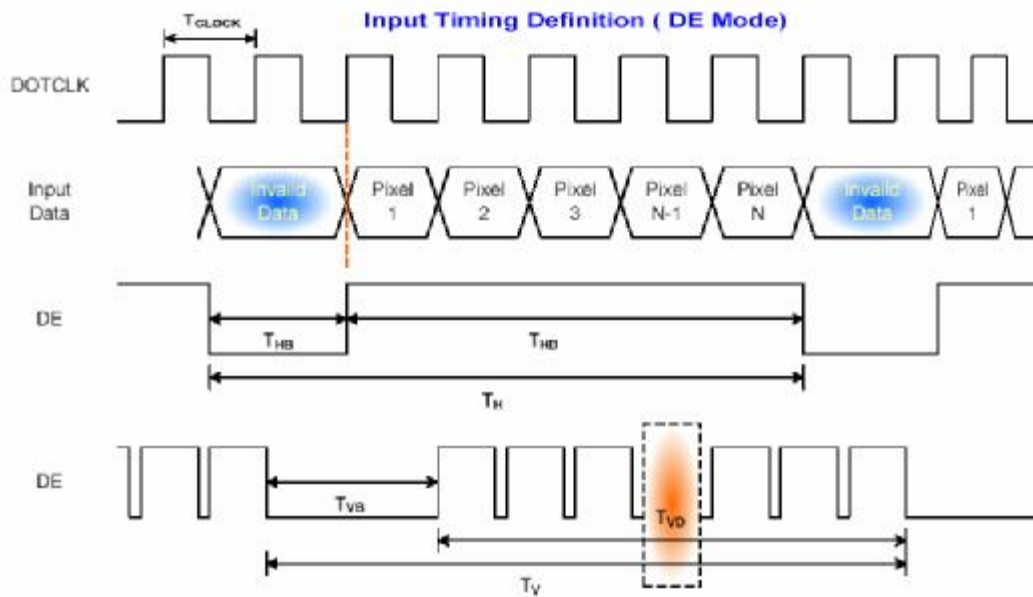 Input Timing Definition ( DE Mode)
TCLOCK
DOTCLK
Input
Data
Invalid
Data
Pixel
1
Pixel
2
Pixel
3
Pixel
N-1
Pixel
N
Invalid
Data
Pixel
1
DE
THB
THD
TH
DE
TVB
TVD
TV